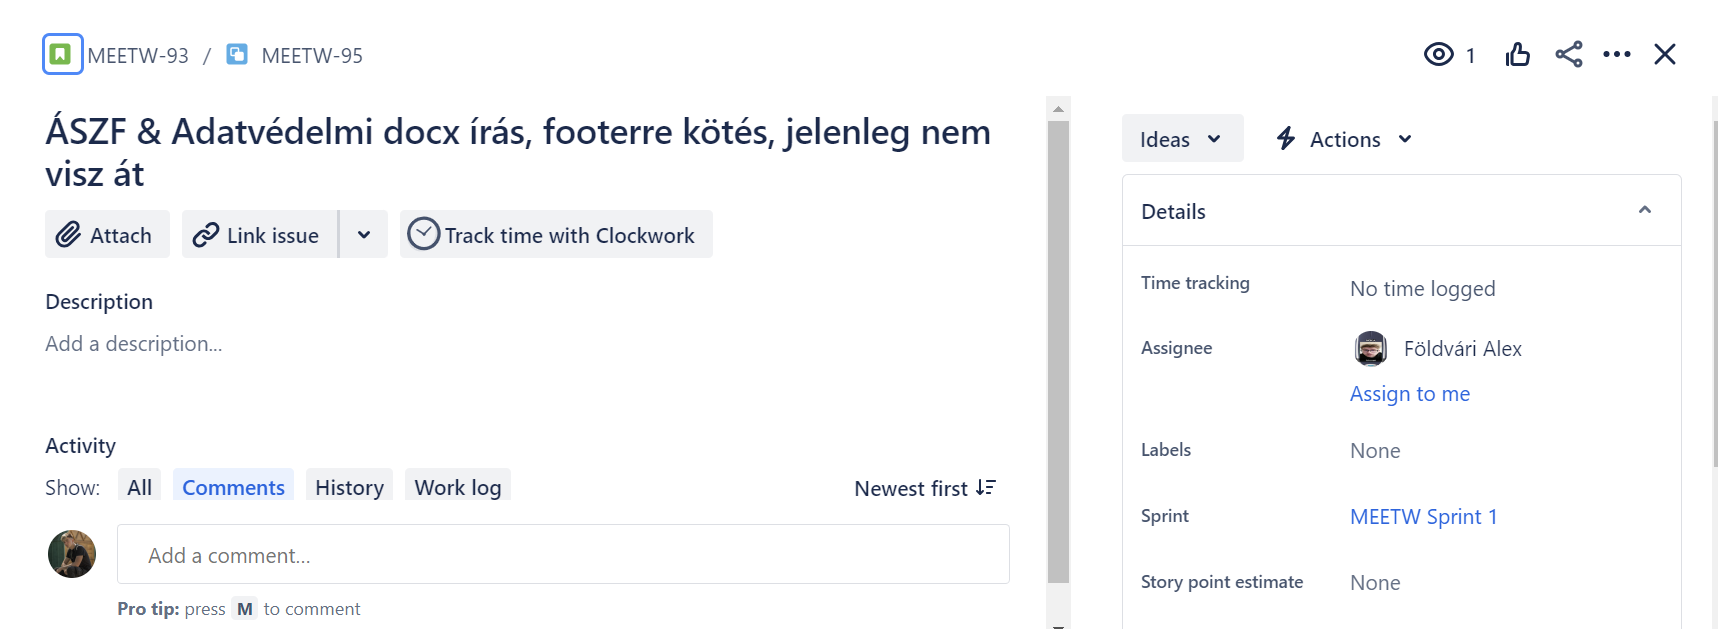 MEETW-93 / MEETW-95
1
ÁSZF & Adatvédelmi docx írás, footerre kötés, jelenleg nem
visz át
Attach
Link issue
Track time with Clockwork
Description
Add a description...
Activity
Show: All Comments History Work log
Newest first
Add a comment...
Pro tip: press M to comment
Ideas
Actions
Details
Time tracking No time logged
Assignee Földvári Alex
Assign to me
Labels None
Sprint MEETW Sprint 1
Story point estimate None